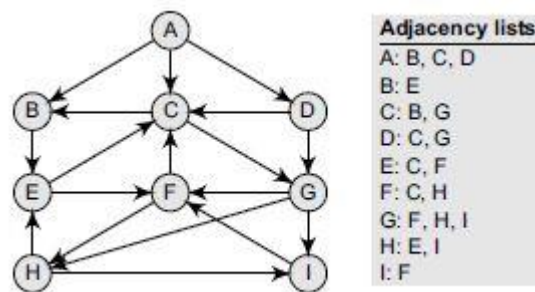 A
B
C
D
E
F
G
H
I
Adjacency lists
A: B, C, D
B: E
C: B, G
D: C, G
E: C, F
F: C, H
G: F, H, I
H: E, I
I: F